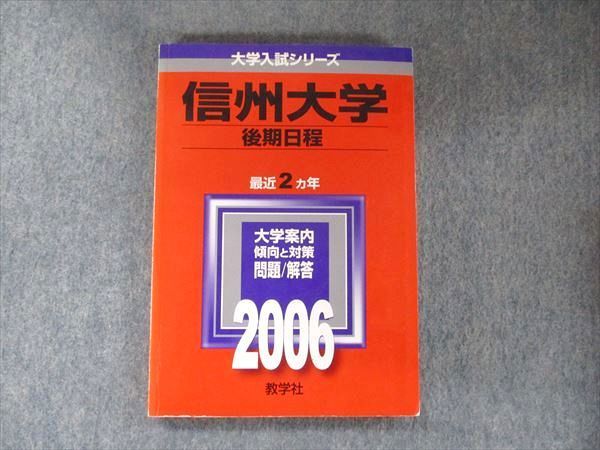 大学入試シリーズ
信州大学
後期日程
最近2カ年
大学案内
傾向と対策
問題/解答
2006
教学社